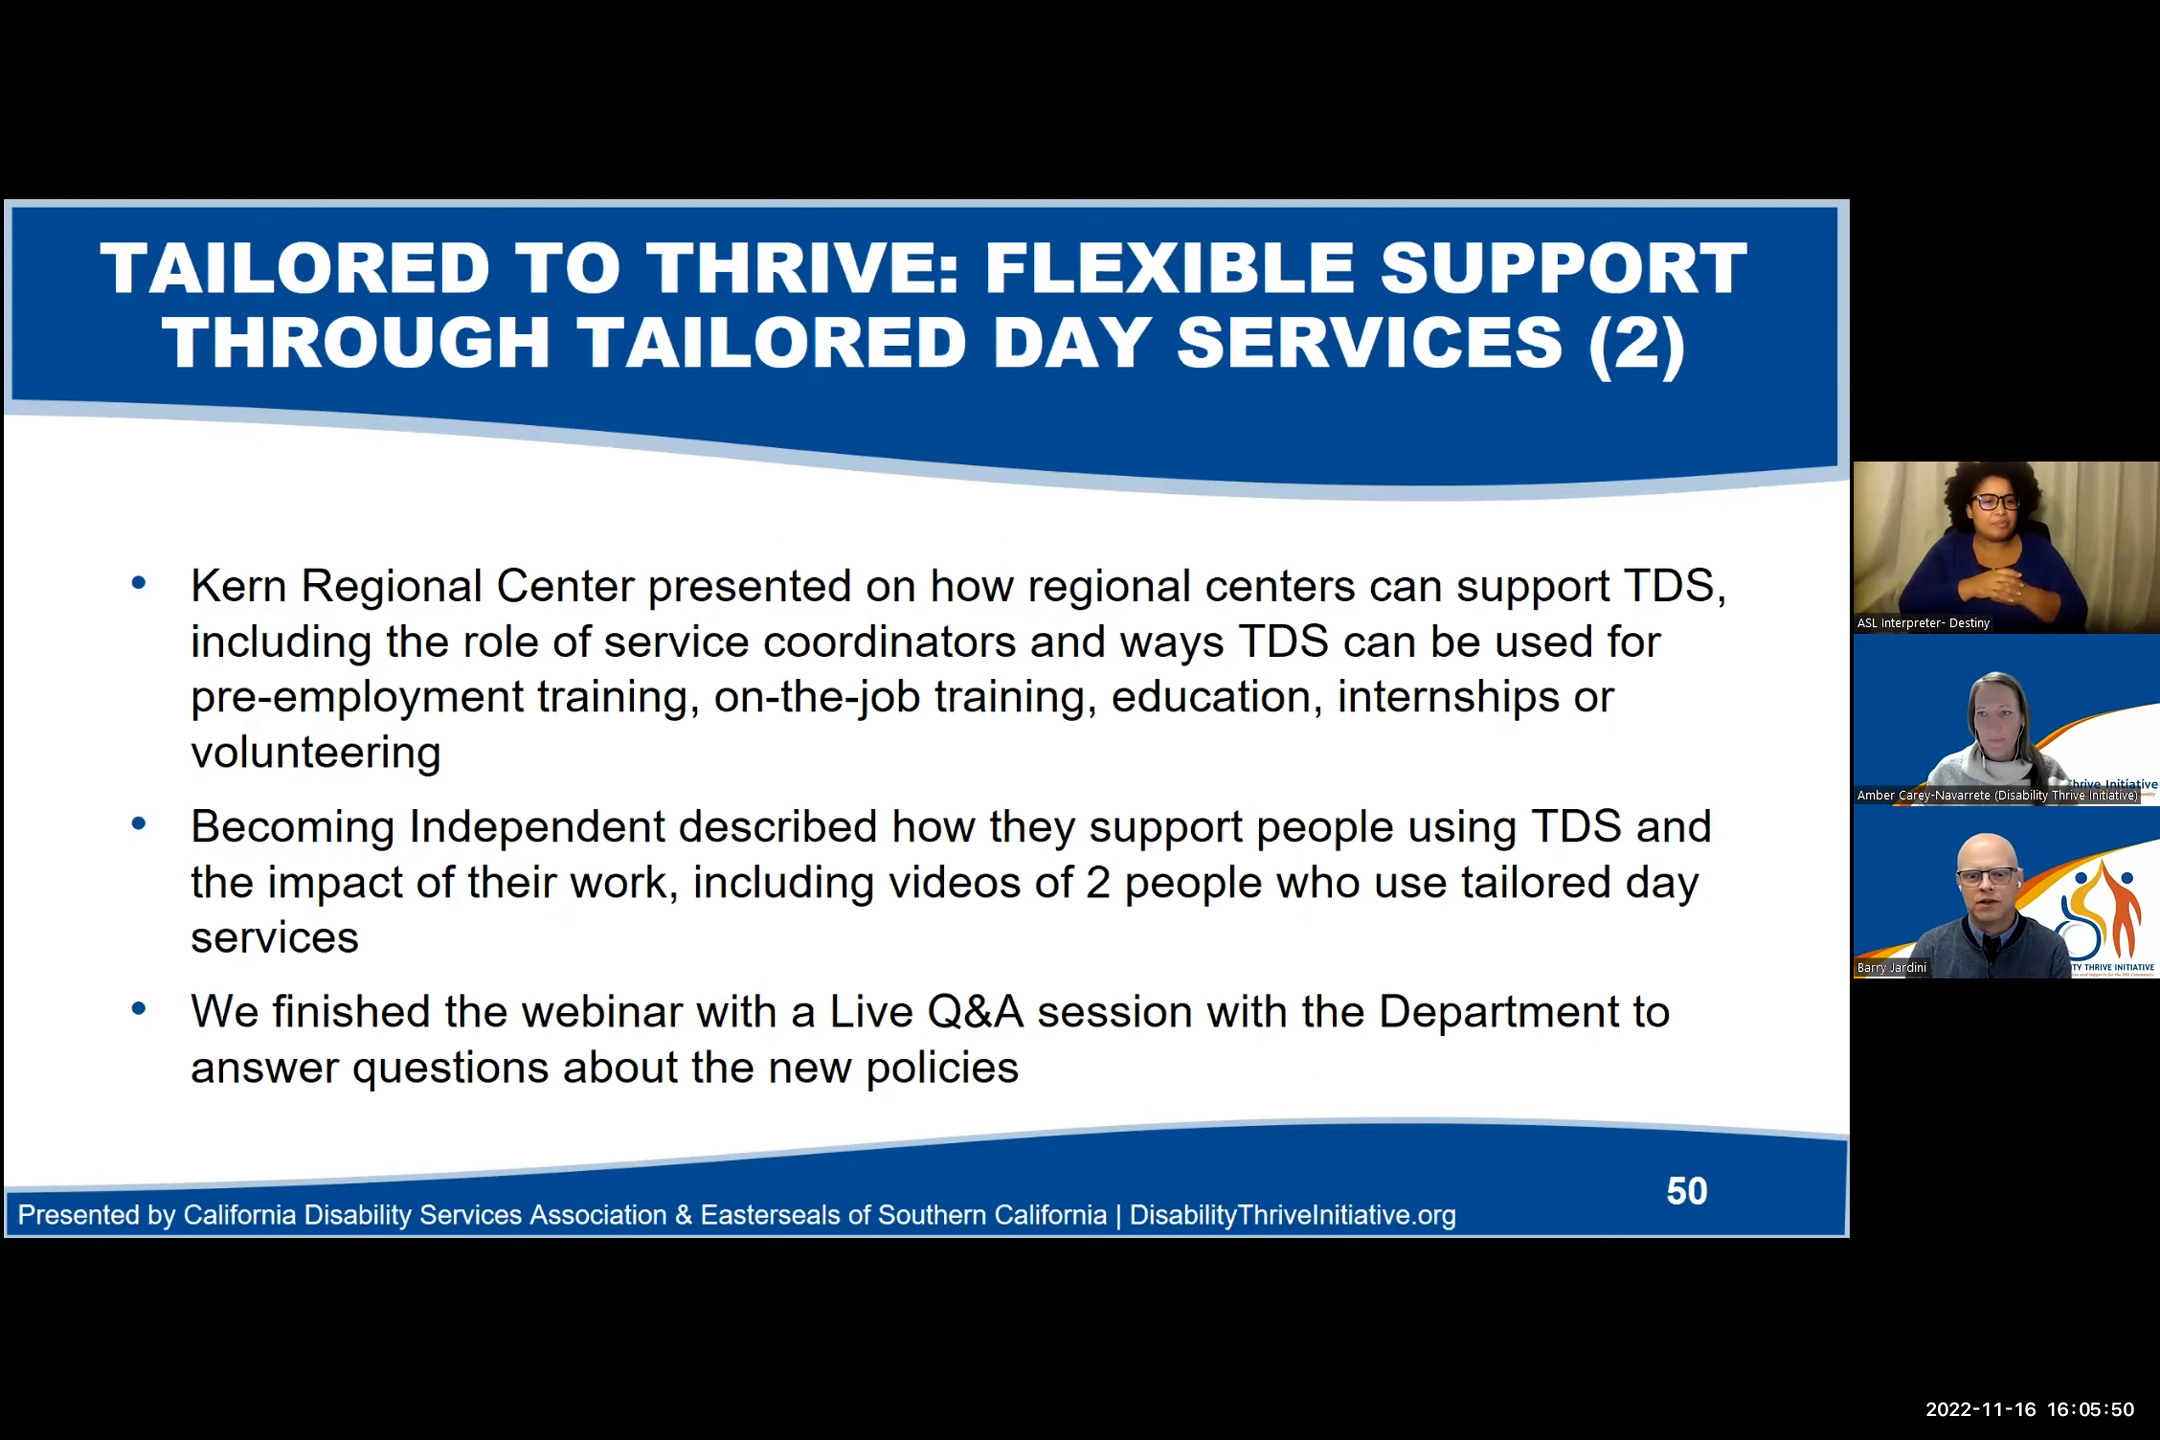 TAILORED TO THRIVE: FLEXIBLE SUPPORT
THROUGH TAILORED DAY SERVICES (2)
• Kern Regional Center presented on how regional centers can support TDS,
including the role of service coordinators and ways TDS can be used for
pre-employment training, on-the-job training, education, internships or
volunteering
• Becoming Independent described how they support people using TDS and
the impact of their work, including videos of 2 people who use tailored day
services
• We finished the webinar with a Live Q&A session with the Department to
answer questions about the new policies
50
Presented by California Disability Services Association & Easterseals of Southern California | DisabilityThriveInitiative.org
ASL Interpreter- Destiny
Thrive Initiative
Amber Carey-Navarrete (Disability Thrive Initiative)
TY THRIVE INITIATIVE
Barry Jardini
2022-11-16 16:05:50